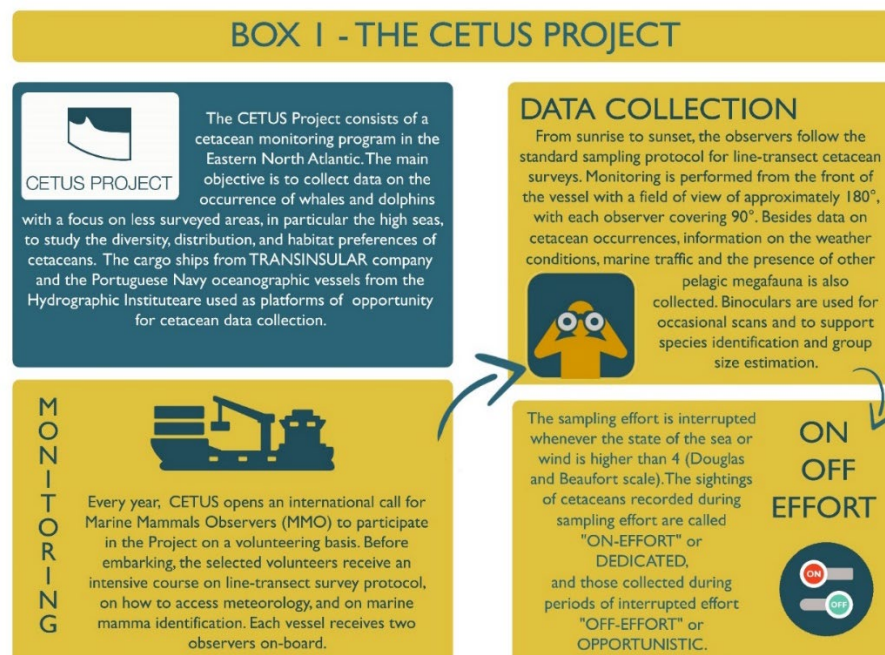 BOX 1 - THE CETUS PROJECT
CETUS PROJECT
The CETUS Project consists of a
cetacean monitoring program in the
Eastern North Atlantic. The main
objective is to collect data on the
occurrence of whales and dolphins
with a focus on less surveyed areas, in particular the high seas,
to study the diversity, distribution, and habitat preferences of
cetaceans. The cargo ships from TRANSINSULAR company
and the Portuguese Navy oceanographic vessels from the
Hydrographic Instituteare used as platforms of opportunity
for cetacean data collection.
MONITORING
Every year, CETUS opens an international call for
Marine Mammals Observers (MMO) to participate
in the Project on a volunteering basis. Before
embarking, the selected volunteers receive an
intensive course on line-transect survey protocol,
on how to access meteorology, and on marine
mamma identification. Each vessel receives two
observers on-board.
DATA COLLECTION
From sunrise to sunset, the observers follow the
standard sampling protocol for line-transect cetacean
surveys. Monitoring is performed from the front of
the vessel with a field of view of approximately 180°,
with each observer covering 90°. Besides data on
cetacean occurrences, information on the weather
conditions, marine traffic and the presence of other
pelagic megafauna is also
collected. Binoculars are used for
occasional scans and to support
species identification and group
size estimation.
The sampling effort is interrupted
whenever the state of the sea or
wind is higher than 4 (Douglas
and Beaufort scale). The sightings
of cetaceans recorded during
sampling effort are called
"ON-EFFORT" or
DEDICATED,
and those collected during
periods of interrupted effort
"OFF-EFFORT" or
OPPORTUNISTIC.
ON
OFF
EFFORT
ON
OFF